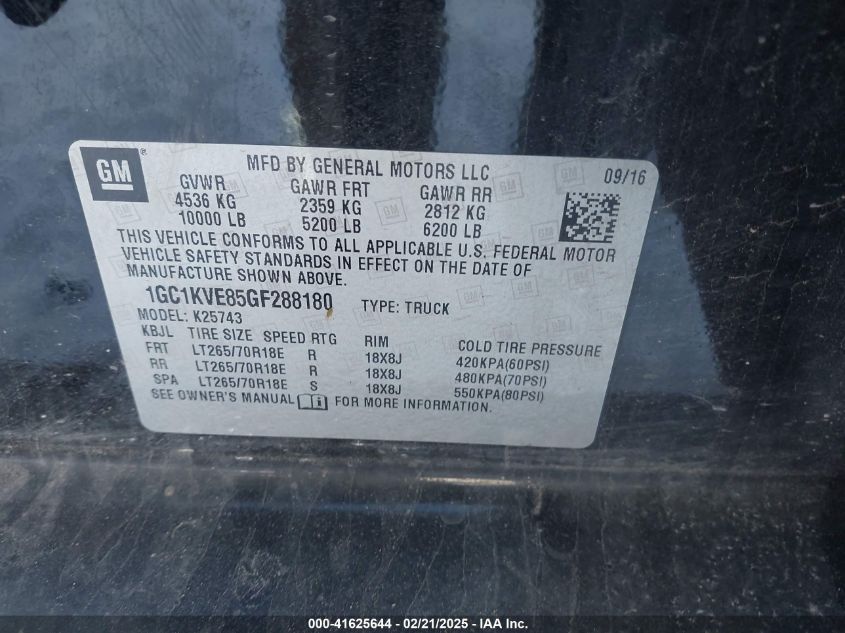 GM
MFD BY GENERAL MOTORS LLC 09/16
GVWR GAWR FRT GAWR RR
4536 KG 2359 KG 2812 KG
10000 LB 5200 LB 6200 LB
THIS VEHICLE CONFORMS TO ALL APPLICABLE U.S. FEDERAL MOTOR
VEHICLE SAFETY STANDARDS IN EFFECT ON THE DATE OF
MANUFACTURE SHOWN ABOVE.
1GC1KVE85GF288180 TYPE: TRUCK
MODEL: K25743
KBJL TIRE SIZE SPEED RTG RIM COLD TIRE PRESSURE
FRT LT265/70R18E R 18X8J 420KPA(60PSI)
RR LT265/70R18E R 18X8J 480KPA(70PSI)
SPA LT265/70R18E S 18X8J 550KPA(80PSI)
SEE OWNER'S MANUAL FOR MORE INFORMATION.
000-41625644 - 02/21/2025 - IAA Inc.